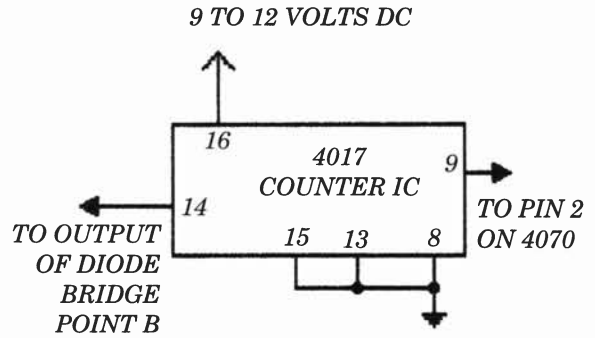 9 TO 12 VOLTS DC
16
4017
COUNTER IC
9
14
TO OUTPUT
OF DIODE
BRIDGE
POINT B
15 13 8
TO PIN 2
ON 4070